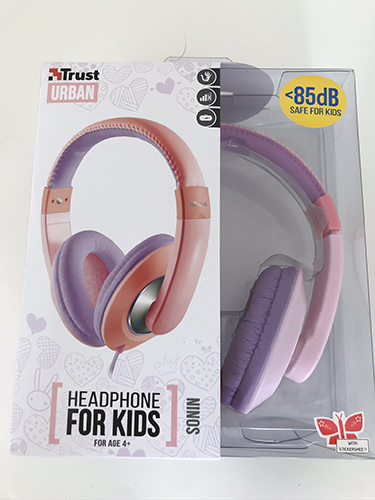 Trust
URBAN
<85dB
SAFE FOR KIDS
HEADPHONE
FOR KIDS
FOR AGE 4+
SONIN
WITH
STICKERSHEET!